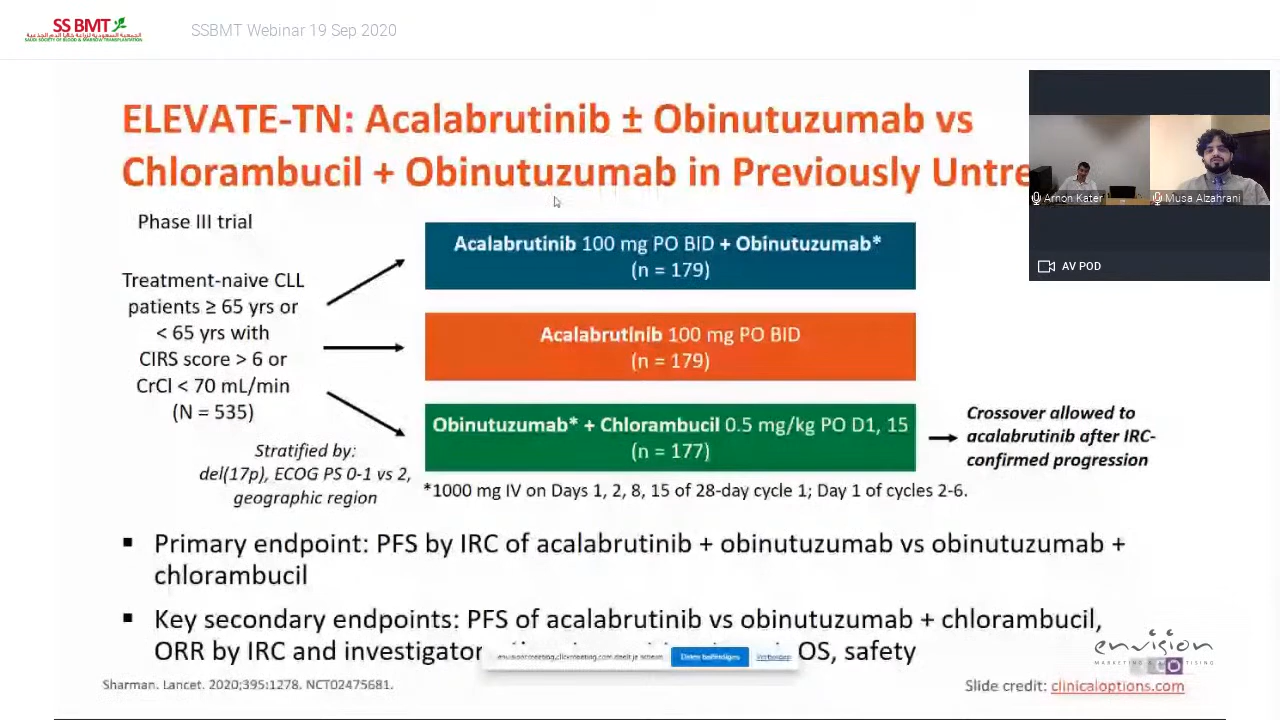 SS BMT
SSBMT Webinar 19 Sep 2020
ELEVATE-TN: Acalabrutinib ± Obinutuzumab vs
Chlorambucil + Obinutuzumab in Previously Untre
Arnon Kater
Musa Alzahrani
AV POD
Phase III trial
Treatment-naive CLL
patients ≥ 65 yrs or
< 65 yrs with
CIRS score > 6 or
CrCl < 70 mL/min
(N = 535)
Stratified by:
del(17p), ECOG PS 0-1 vs 2,
geographic region
Acalabrutinib 100 mg PO BID + Obinutuzumab*
(n = 179)
Acalabrutinib 100 mg PO BID
(n = 179)
Obinutuzumab* + Chlorambucil 0.5 mg/kg PO D1, 15
(n = 177)
Crossover allowed to
acalabrutinib after IRC-
confirmed progression
*1000 mg IV on Days 1, 2, 8, 15 of 28-day cycle 1; Day 1 of cycles 2-6.
▪ Primary endpoint: PFS by IRC of acalabrutinib + obinutuzumab vs obinutuzumab +
chlorambucil
▪ Key secondary endpoints: PFS of acalabrutinib vs obinutuzumab + chlorambucil,
ORR by IRC and investigator OS, safety
Delen beëindigen
Verbergen
envision
Sherman. Lancet. 2020;395:1278. NCT02475681.
Slide credit: clinicaloptions.com